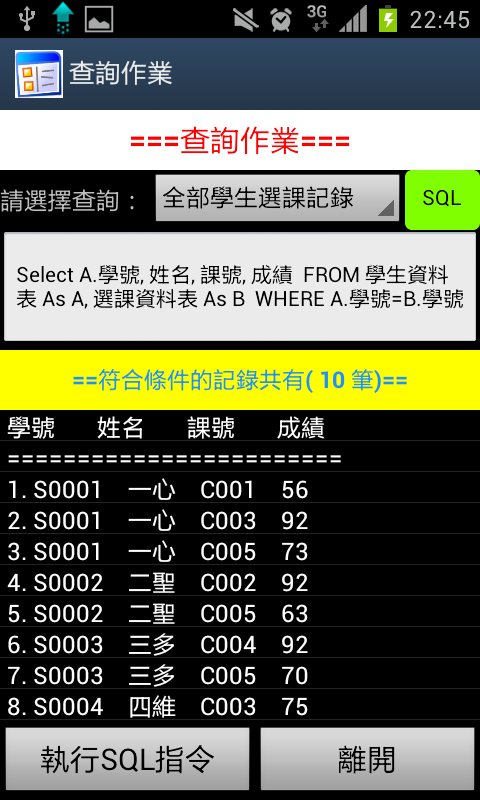 3G 22:45
查詢作業
===查詢作業===
請選擇查詢： 全部學生選課記錄 SQL
Select A.學號, 姓名, 課號, 成績  FROM 學生資料
表 As A, 選課資料表 As B  WHERE A.學號=B.學號
==符合條件的記錄共有( 10 筆)==
學號 姓名 課號 成績
========================
1. S0001 一心 C001 56
2. S0001 一心 C003 92
3. S0001 一心 C005 73
4. S0002 二聖 C002 92
5. S0002 二聖 C005 63
6. S0003 三多 C004 92
7. S0003 三多 C005 70
8. S0004 四維 C003 75
執行SQL指令 離開